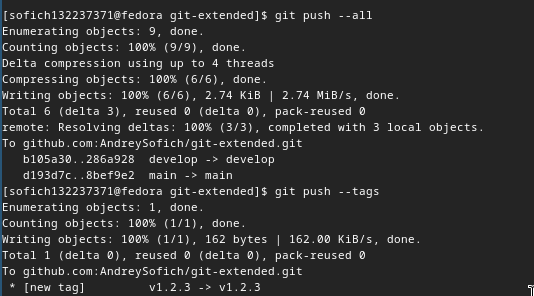 [sofich132237371@fedora git-extended]$ git push --all
Enumerating objects: 9, done.
Counting objects: 100% (9/9), done.
Delta compression using up to 4 threads
Compressing objects: 100% (6/6), done.
Writing objects: 100% (6/6), 2.74 KiB | 2.74 MiB/s, done.
Total 6 (delta 3), reused 0 (delta 0), pack-reused 0
remote: Resolving deltas: 100% (3/3), completed with 3 local objects.
To github.com:AndreySofich/git-extended.git
   b105a30..286a928  develop -> develop
   d193d7c..8bef9e2  main -> main
[sofich132237371@fedora git-extended]$ git push --tags
Enumerating objects: 1, done.
Counting objects: 100% (1/1), done.
Writing objects: 100% (1/1), 162 bytes | 162.00 KiB/s, done.
Total 1 (delta 0), reused 0 (delta 0), pack-reused 0
To github.com:AndreySofich/git-extended.git
 * [new tag]         v1.2.3 -> v1.2.3